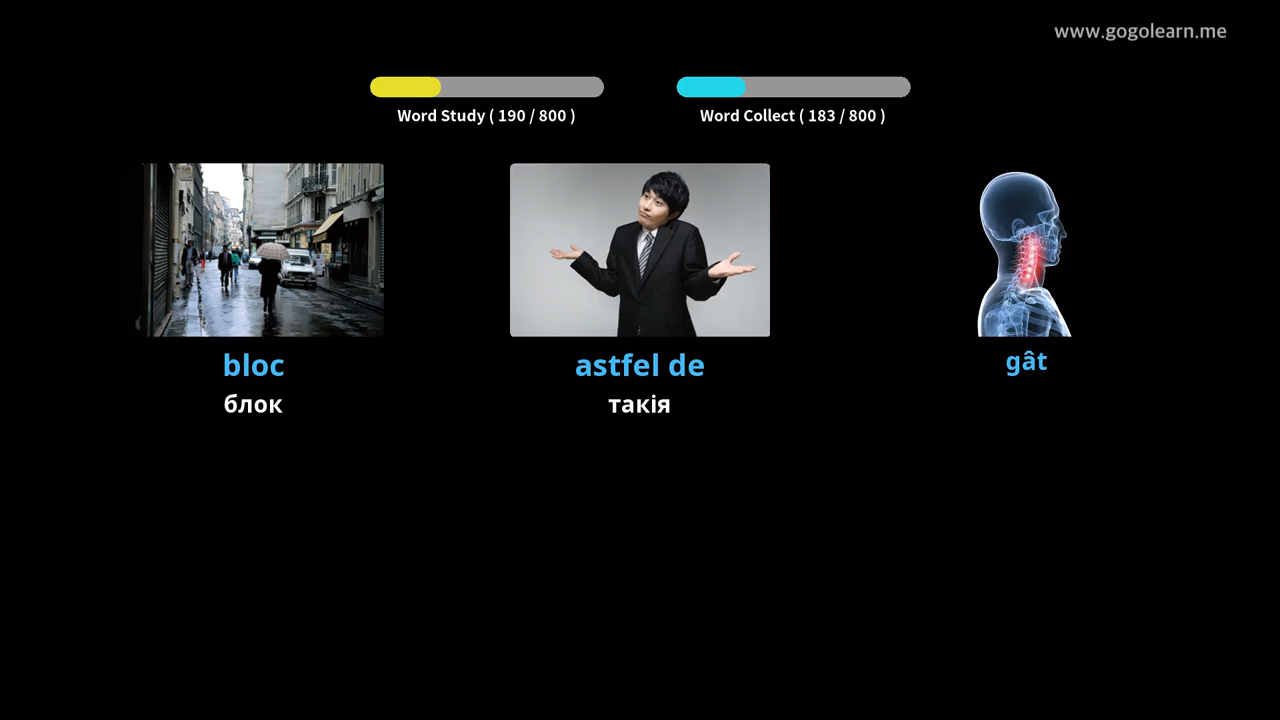 www.gogolearn.me
Word Study ( 190 / 800 )
Word Collect ( 183 / 800 )
bloc
astfel de
gât
блок
такія